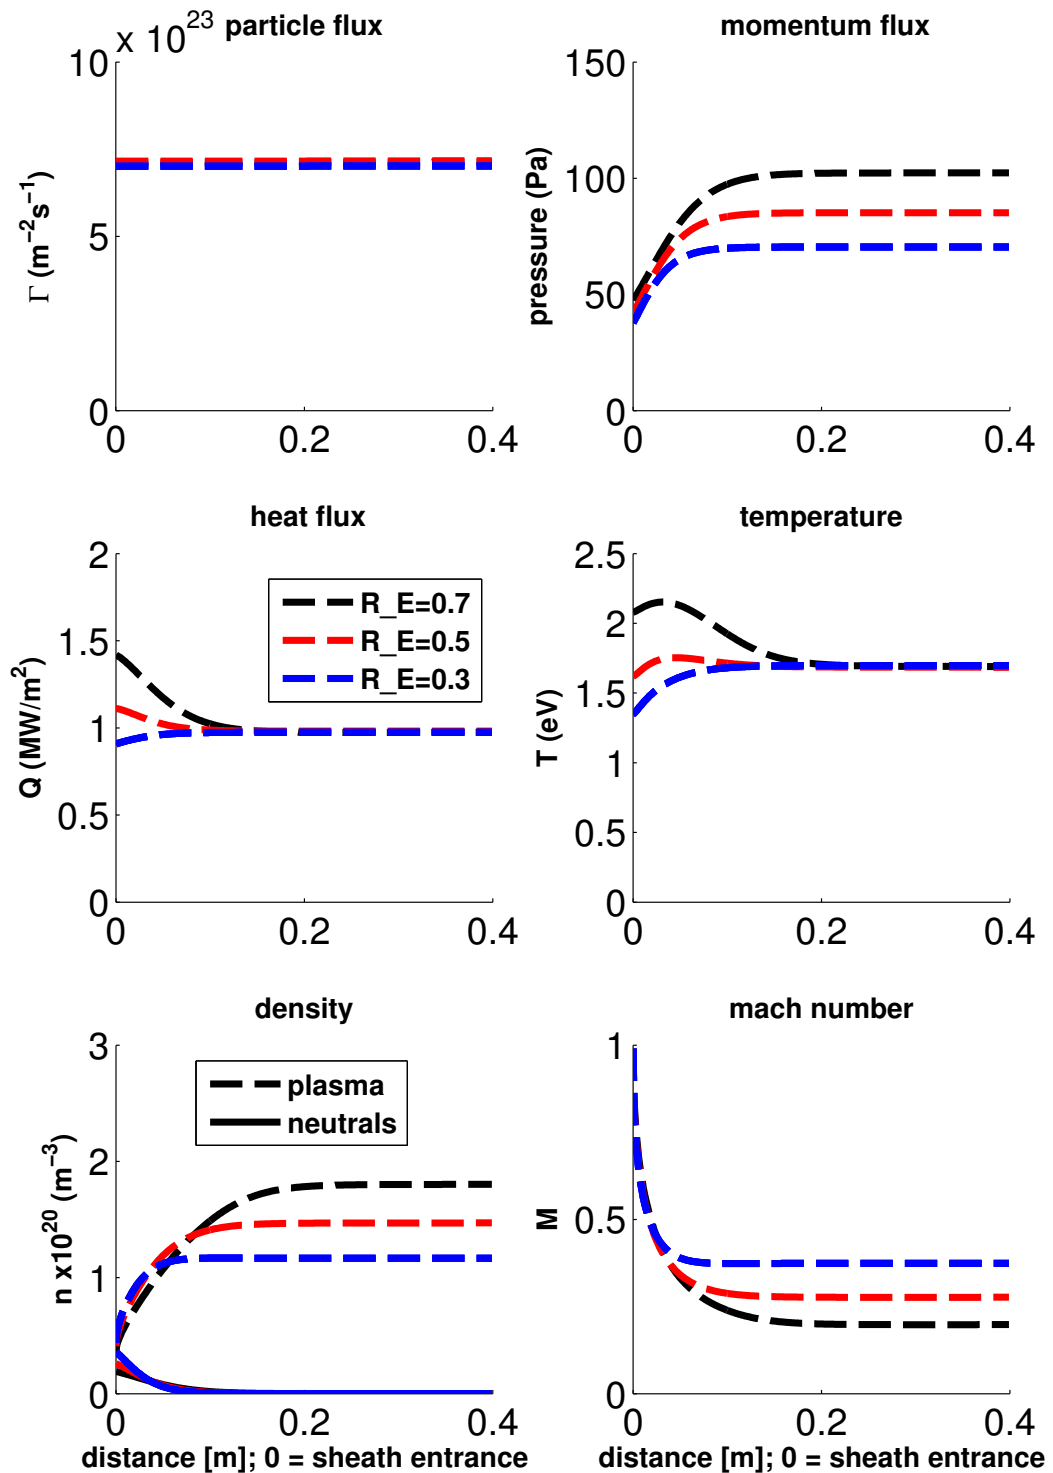 x 10^23 particle flux
10
5
0
0 0.2 0.4
Γ (m^−2 s^−1)
momentum flux
150
100
50
0
0 0.2 0.4
pressure (Pa)
heat flux
2
1.5
1
0.5
0
0 0.2 0.4
Q (MW/m^2)
R_E=0.7
R_E=0.5
R_E=0.3
temperature
2.5
2
1.5
1
0.5
0
0 0.2 0.4
T (eV)
density
3
2
1
0
0 0.2 0.4
n x10^20 (m^−3)
plasma
neutrals
distance [m]; 0 = sheath entrance
mach number
1
0.5
0
0 0.2 0.4
M
distance [m]; 0 = sheath entrance